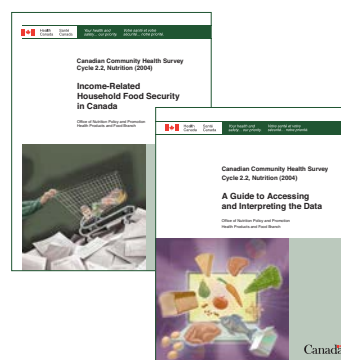 Health Canada
Santé Canada
Your health and safety... our priority.
Votre santé et votre sécurité... notre priorité.
Canadian Community Health Survey
Cycle 2.2, Nutrition (2004)
Income-Related
Household Food Security
in Canada
Office of Nutrition Policy and Promotion
Health Products and Food Branch
Health Canada
Santé Canada
Your health and safety... our priority.
Votre santé et votre sécurité... notre priorité.
Canadian Community Health Survey
Cycle 2.2, Nutrition (2004)
A Guide to Accessing
and Interpreting the Data
Office of Nutrition Policy and Promotion
Health Products and Food Branch
Canada